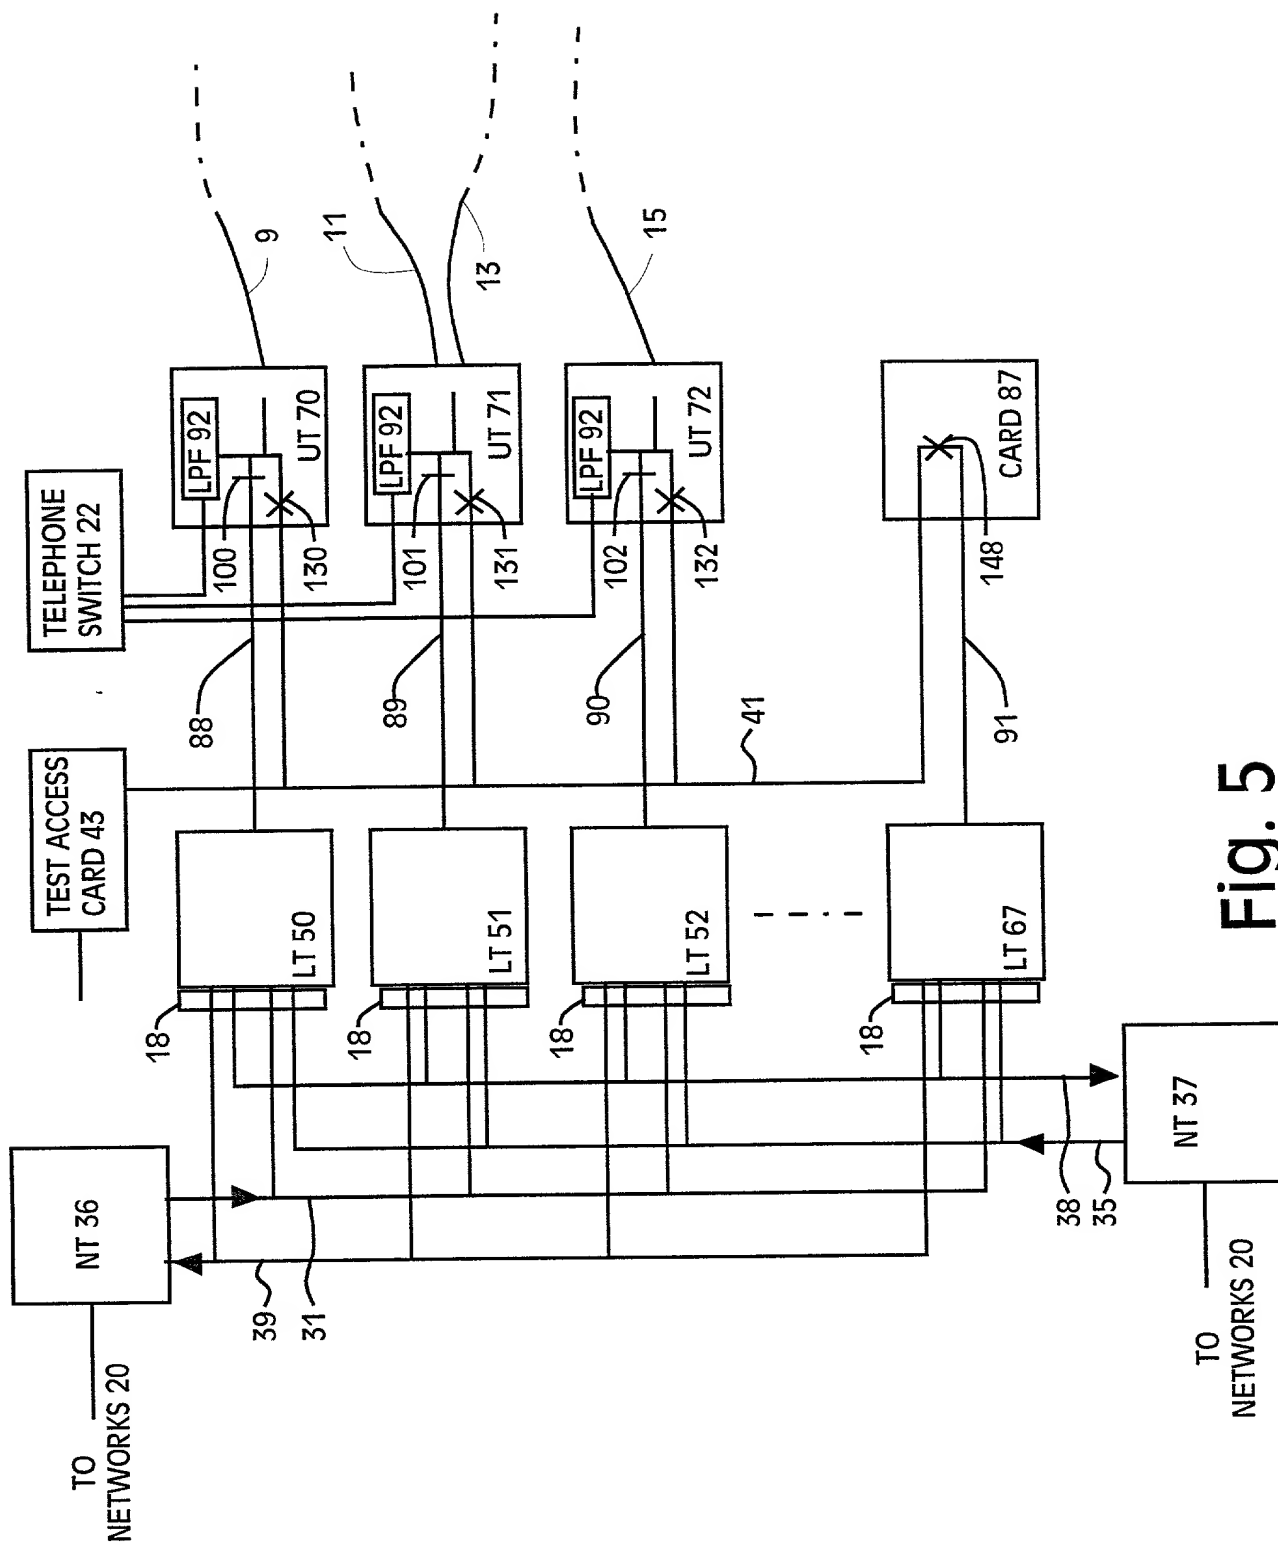 TO
NETWORKS 20
NT 36
39
31
18
LT 50
18
LT 51
18
LT 52
18
LT 67
38
35
NT 37
TO
NETWORKS 20
TEST ACCESS
CARD 43
88
89
90
41
91
TELEPHONE
SWITCH 22
100
130
101
131
102
132
148
LPF 92
UT 70
LPF 92
UT 71
LPF 92
UT 72
CARD 87
9
11
13
15
Fig. 5